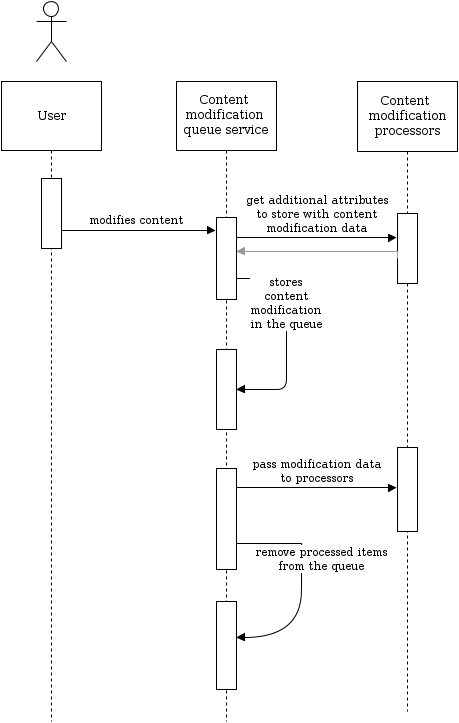 User
Content
modification
queue service
Content
modification
processors
modifies content
get additional attributes
to store with content
modification data
stores
content
modification
in the queue
pass modification data
to processors
remove processed items
from the queue